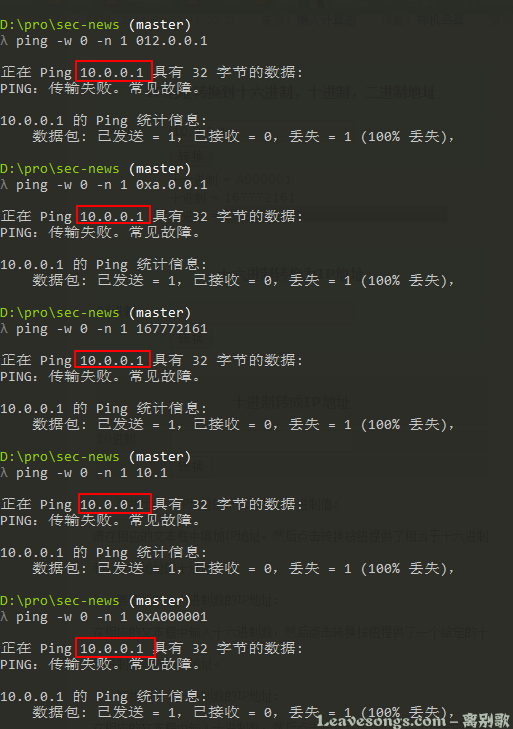 D:\pro\sec-news (master)
λ ping -w 0 -n 1 012.0.0.1
正在 Ping 10.0.0.1 具有 32 字节的数据:
PING: 传输失败。常见故障。
10.0.0.1 的 Ping 统计信息:
数据包: 已发送 = 1, 已接收 = 0, 丢失 = 1 (100% 丢失),
D:\pro\sec-news (master)
λ ping -w 0 -n 1 0xa.0.0.1
正在 Ping 10.0.0.1 具有 32 字节的数据:
PING: 传输失败。常见故障。
10.0.0.1 的 Ping 统计信息:
数据包: 已发送 = 1, 已接收 = 0, 丢失 = 1 (100% 丢失),
D:\pro\sec-news (master)
λ ping -w 0 -n 1 167772161
正在 Ping 10.0.0.1 具有 32 字节的数据:
PING: 传输失败。常见故障。
10.0.0.1 的 Ping 统计信息:
数据包: 已发送 = 1, 已接收 = 0, 丢失 = 1 (100% 丢失),
D:\pro\sec-news (master)
λ ping -w 0 -n 1 10.1
正在 Ping 10.0.0.1 具有 32 字节的数据:
PING: 传输失败。常见故障。
10.0.0.1 的 Ping 统计信息:
数据包: 已发送 = 1, 已接收 = 0, 丢失 = 1 (100% 丢失),
D:\pro\sec-news (master)
λ ping -w 0 -n 1 0xA000001
正在 Ping 10.0.0.1 具有 32 字节的数据:
PING: 传输失败。常见故障。
10.0.0.1 的 Ping 统计信息:
数据包: 已发送 = 1, 已接收 = 0, 丢失 = 1 (100% 丢失),
Leavesongs.com - 离别歌